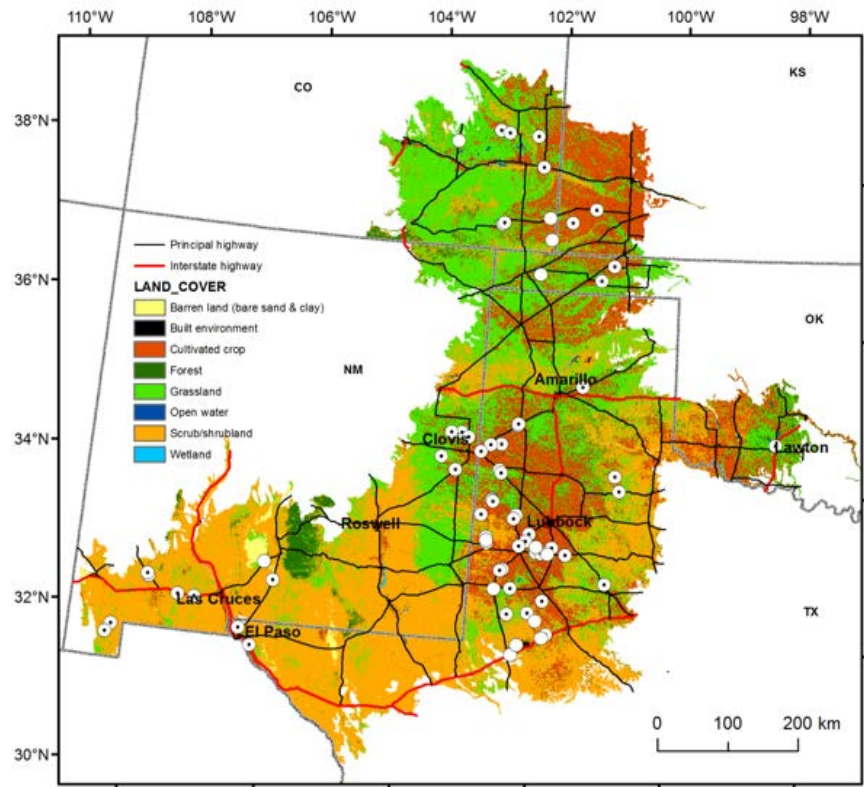 110°W 108°W 106°W 104°W 102°W 100°W 98°W
CO
KS
38°N
Principal highway
Interstate highway
LAND_COVER
36°N
Barren land (bare sand & clay)
Built environment
Cultivated crop
Forest
Grassland
Open water
Scrub/shrubland
Wetland
NM
OK
Amarillo
34°N
Clovis
Lawton
Roswell
Lubbock
32°N
Las Cruces
TX
El Paso
0 100 200 km
30°N